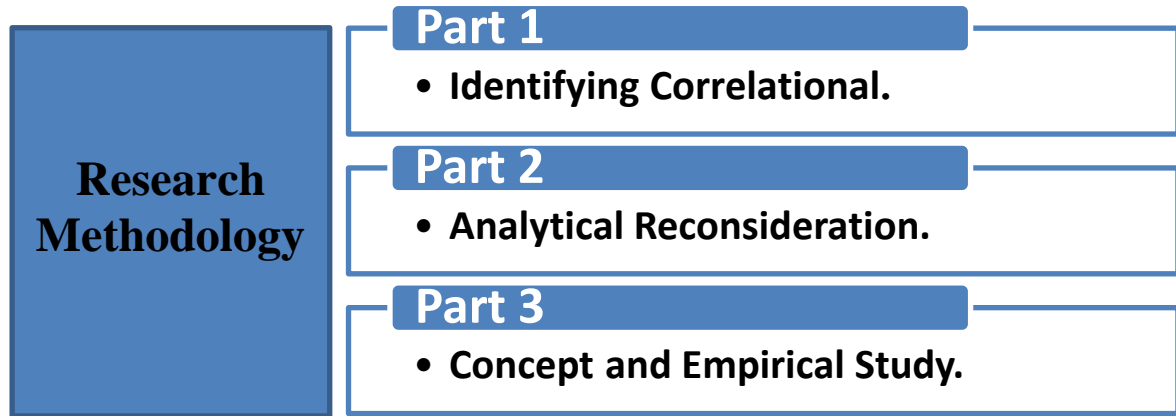 Research
Methodology
Part 1
• Identifying Correlational.
Part 2
• Analytical Reconsideration.
Part 3
• Concept and Empirical Study.